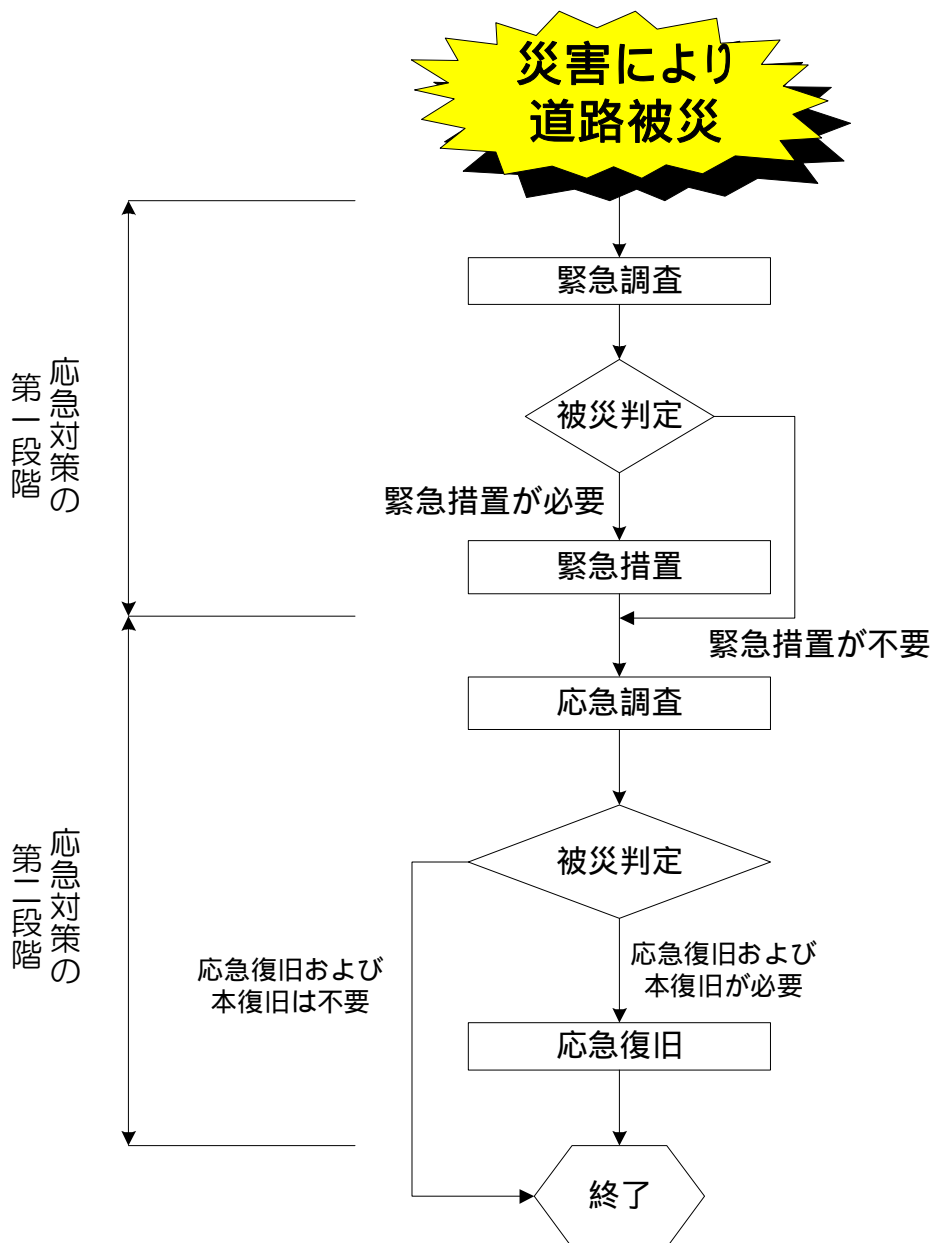 災害により
道路被災
緊急調査
被災判定
緊急措置が必要
緊急措置
緊急措置が不要
応急対策の
第一段階
応急調査
被災判定
応急復旧および
本復旧は不要
応急復旧および
本復旧が必要
応急復旧
応急対策の
第二段階
終了